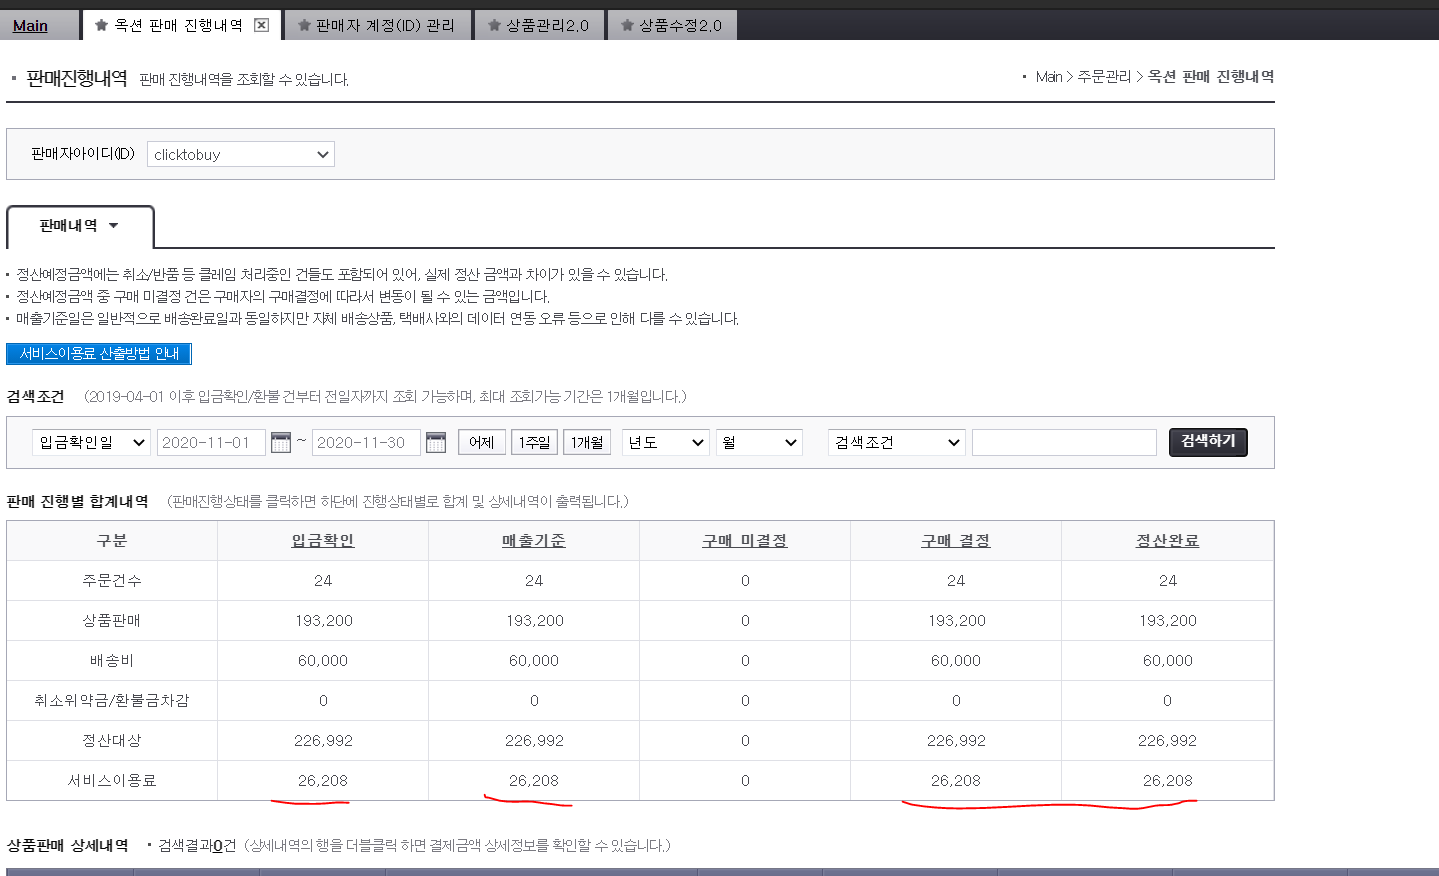 Main 옥션 판매 진행내역 판매자 계정(ID) 관리 상품관리2.0 상품수정2.0
판매진행내역 판매 진행내역을 조회할 수 있습니다. Main > 주문관리 > 옥션 판매 진행내역
판매자아이디(ID) clicktobuy
판매내역
정산예정금액에는 취소/반품 등 클레임 처리중인 건들도 포함되어 있어, 실제 정산 금액과 차이가 있을 수 있습니다.
정산예정금액 중 구매 미결정 건은 구매자의 구매결정에 따라서 변동이 될 수 있는 금액입니다.
매출기준일은 일반적으로 배송완료일과 동일하지만 자체 배송상품, 택배사와의 데이터 연동 오류 등으로 인해 다를 수 있습니다.
서비스이용료 산출방법 안내
검색조건 (2019-04-01 이후 입금확인/환불 건부터 전일자까지 조회 가능하며, 최대 조회가능 기간은 1개월입니다.)
입금확인일 2020-11-01 ~ 2020-11-30 어제 1주일 1개월 년도 월 검색조건 검색하기
판매 진행별 합계내역 (판매진행상태를 클릭하면 하단에 진행상태별로 합계 및 상세내역이 출력됩니다.)
구분 입금확인 매출기준 구매 미결정 구매 결정 정산완료
주문건수 24 24 0 24 24
상품판매 193,200 193,200 0 193,200 193,200
배송비 60,000 60,000 0 60,000 60,000
취소위약금/환불금차감 0 0 0 0 0
정산대상 226,992 226,992 0 226,992 226,992
서비스이용료 26,208 26,208 0 26,208 26,208
상품판매 상세내역 검색결과0건 (상세내역의 행을 더블클릭 하면 결제금액 상세정보를 확인할 수 있습니다.)